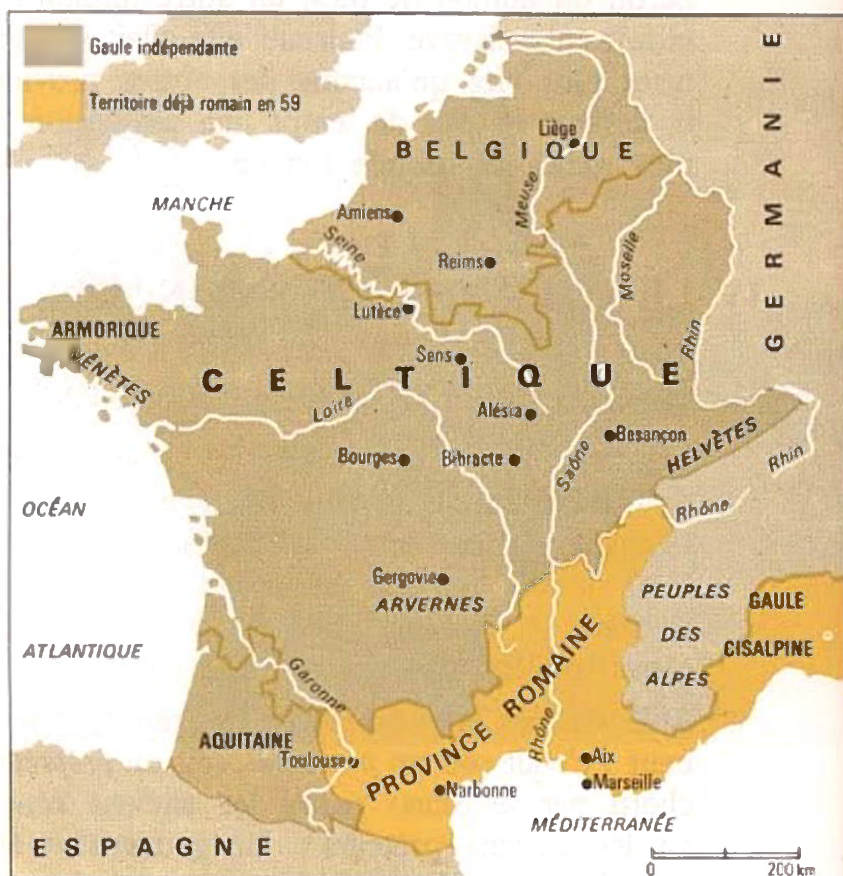 Gaule indépendante
Territoire déjà romain en 59
GERMANIE
Liège
BELGIQUE
MANCHE
Amiens
Meuse
Seine
Reims
Moselle
Lutèce
Rhin
ARMORIQUE
VÉNÈTES
Sens
CELTIQUE
Loire
Alésia
Besançon
Bourges
Bibracte
Saône
HELVÈTES
Rhin
OCÉAN
Rhône
Gergovie
ARVERNES
PEUPLES
DES
ALPES
GAULE
CISALPINE
ATLANTIQUE
Garonne
PROVINCE ROMAINE
AQUITAINE
Toulouse
Rhône
Aix
Narbonne
Marseille
MÉDITERRANÉE
ESPAGNE
0 200 km